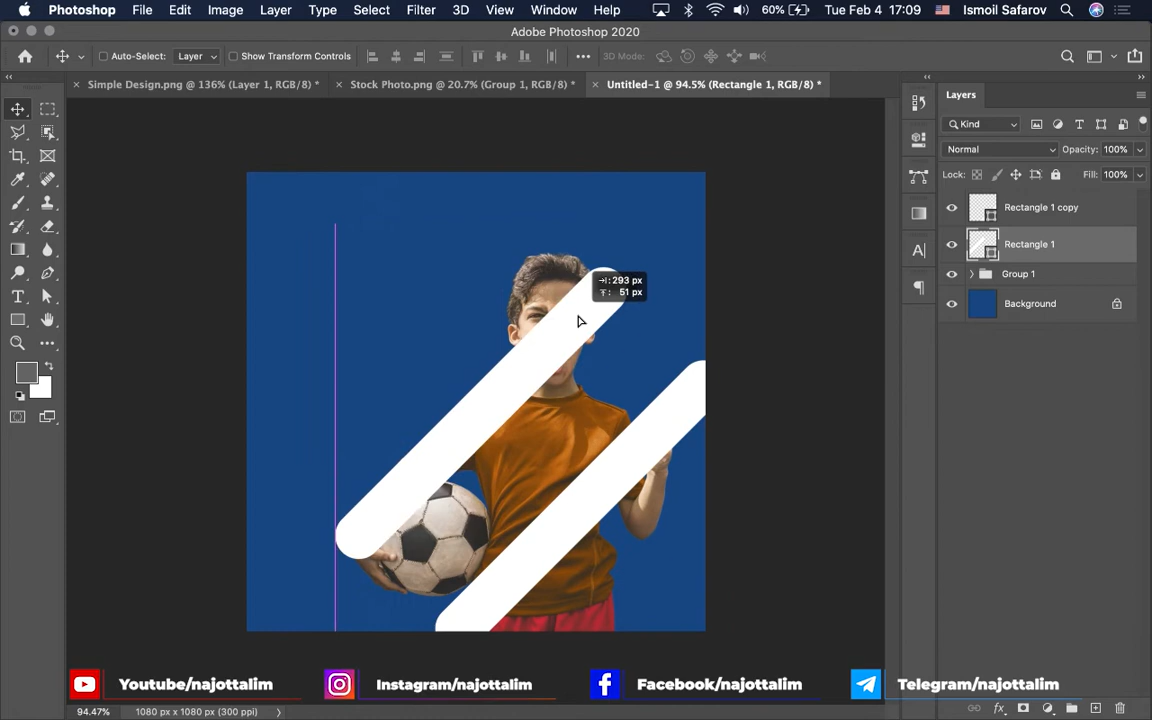 Photoshop File Edit Image Layer Type Select Filter 3D View Window Help 60% Tue Feb 4 17:09 Ismoil Safarov
Adobe Photoshop 2020
Auto-Select: Layer Show Transform Controls 3D Mode:
Simple Design.png @ 136% (Layer 1, RGB/8) * Stock Photo.png @ 20.7% (Group 1, RGB/8) * Untitled-1 @ 94.5% (Rectangle 1, RGB/8) *
Layers
Kind
Normal Opacity: 100%
Lock: Fill: 100%
Rectangle 1 copy
Rectangle 1
Group 1
Background
: 293 px
: 51 px
Youtube/najottalim Instagram/najottalim Facebook/najottalim Telegram/najottalim
94.47% 1080 px x 1080 px (300 ppi)